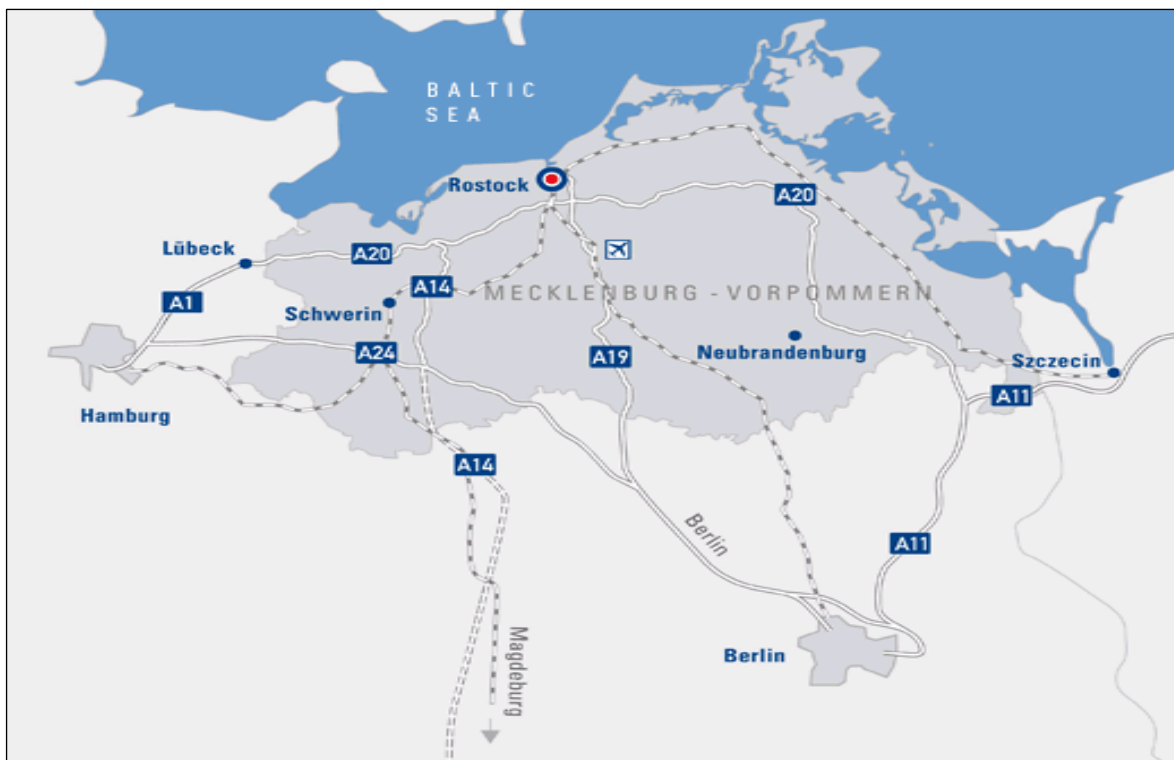 BALTIC
SEA
Rostock
A20
Lübeck
A20
A14
MECKLENBURG - VORPOMMERN
A1
Schwerin
A24
A19
Neubrandenburg
Szczecin
A11
Hamburg
A14
Berlin
A11
Magdeburg
Berlin